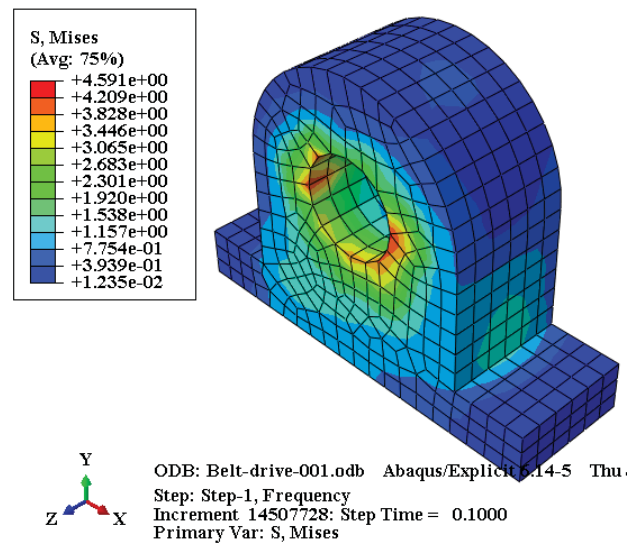 S, Mises
(Avg: 75%)
+4.591e+00
+4.209e+00
+3.828e+00
+3.446e+00
+3.065e+00
+2.683e+00
+2.301e+00
+1.920e+00
+1.538e+00
+1.157e+00
+7.754e-01
+3.939e-01
+1.235e-02
Y
Z X
ODB: Belt-drive-001.odb Abaqus/Explicit 6.14-5 Thu
Step: Step-1, Frequency
Increment 14507728: Step Time = 0.1000
Primary Var: S, Mises